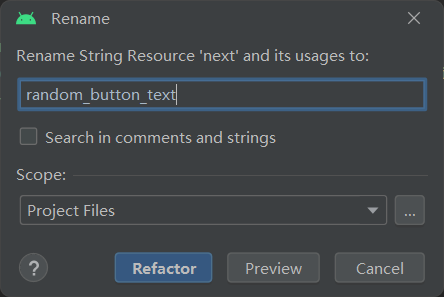 Rename
Rename String Resource 'next' and its usages to:
random_button_text
Search in comments and strings
Scope:
Project Files
...
?
Refactor
Preview
Cancel